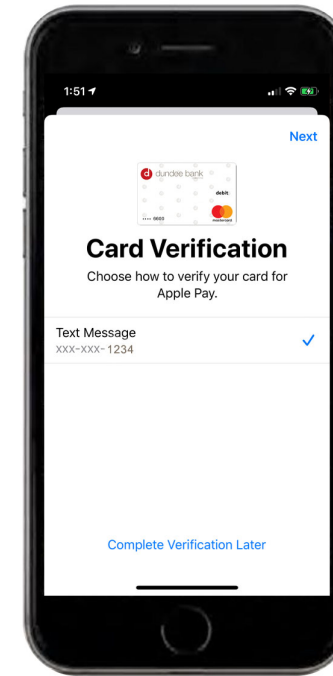 1:51
Next
dundee bank
debit
•••• 6603
mastercard
Card Verification
Choose how to verify your card for
Apple Pay.
Text Message
xxx-xxx-1234
Complete Verification Later